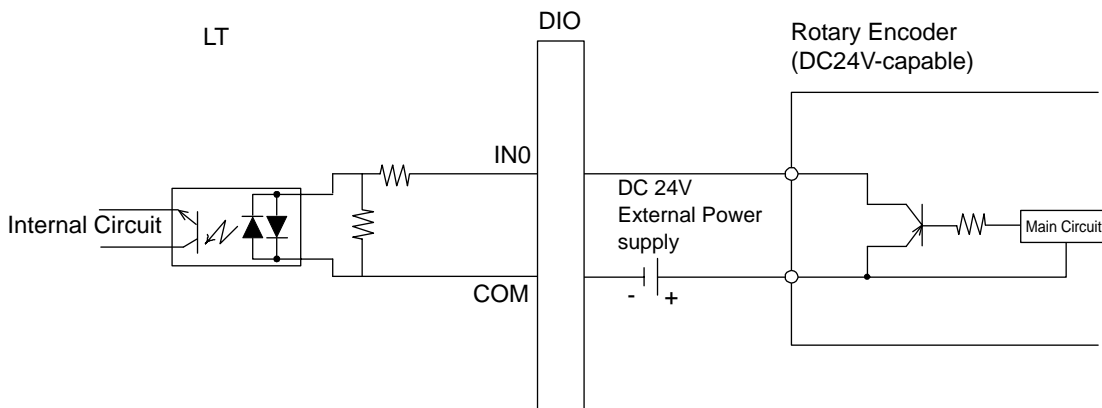 DIO
LT
Rotary Encoder
(DC24V-capable)
IN0
DC 24V
External Power
supply
Internal Circuit
Main Circuit
COM
- +